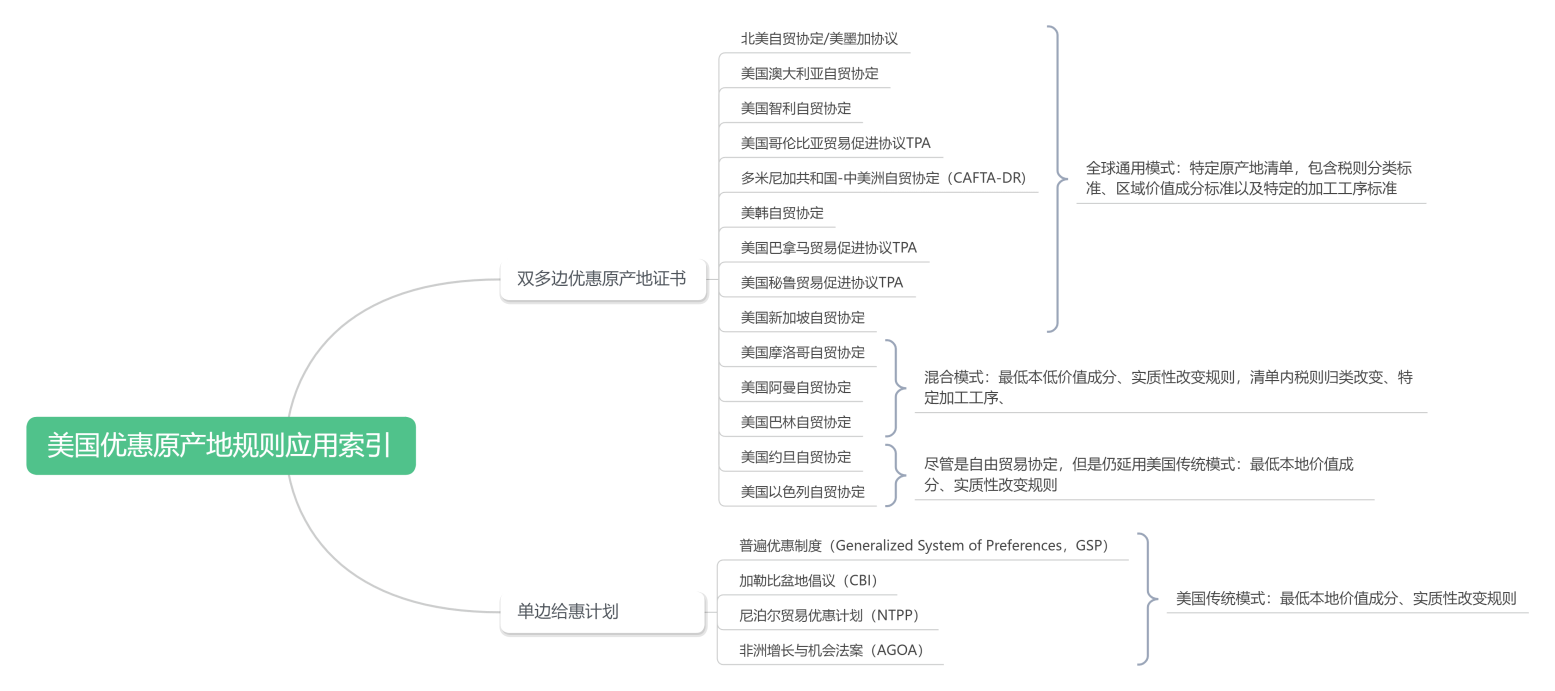 美国优惠原产地规则应用索引
双多边优惠原产地证书
北美自贸协定/美墨加协议
美国澳大利亚自贸协定
美国智利自贸协定
美国哥伦比亚贸易促进协议TPA
多米尼加共和国-中美洲自贸协定（CAFTA-DR)
美韩自贸协定
美国巴拿马贸易促进协议TPA
美国秘鲁贸易促进协议TPA
美国新加坡自贸协定
全球通用模式：特定原产地清单，包含税则分类标
准、区域价值成分标准以及特定的加工工序标准
美国摩洛哥自贸协定
美国阿曼自贸协定
美国巴林自贸协定
混合模式：最低本低价值成分、实质性改变规则，清单内税则归类改变、特
定加工工序、
美国约旦自贸协定
美国以色列自贸协定
尽管是自由贸易协定，但是仍延用美国传统模式：最低本地价值成
分、实质性改变规则
单边给惠计划
普遍优惠制度（Generalized System of Preferences，GSP）
加勒比盆地倡议（CBI）
尼泊尔贸易优惠计划（NTPP）
非洲增长与机会法案（AGOA）
美国传统模式：最低本地价值成分、实质性改变规则